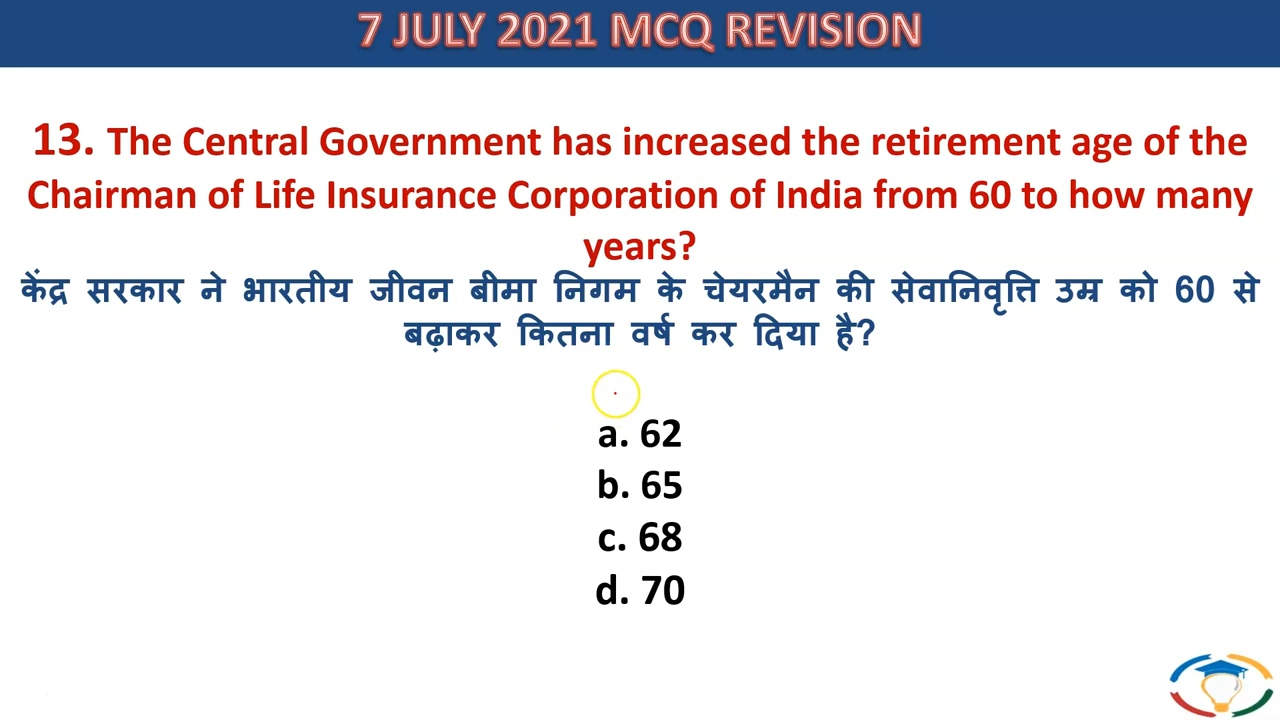 7 JULY 2021 MCQ REVISION
13. The Central Government has increased the retirement age of the
Chairman of Life Insurance Corporation of India from 60 to how many
years?
केंद्र सरकार ने भारतीय जीवन बीमा निगम के चेयरमैन की सेवानिवृत्ति उम्र को 60 से
बढ़ाकर कितना वर्ष कर दिया है?
a. 62
b. 65
c. 68
d. 70